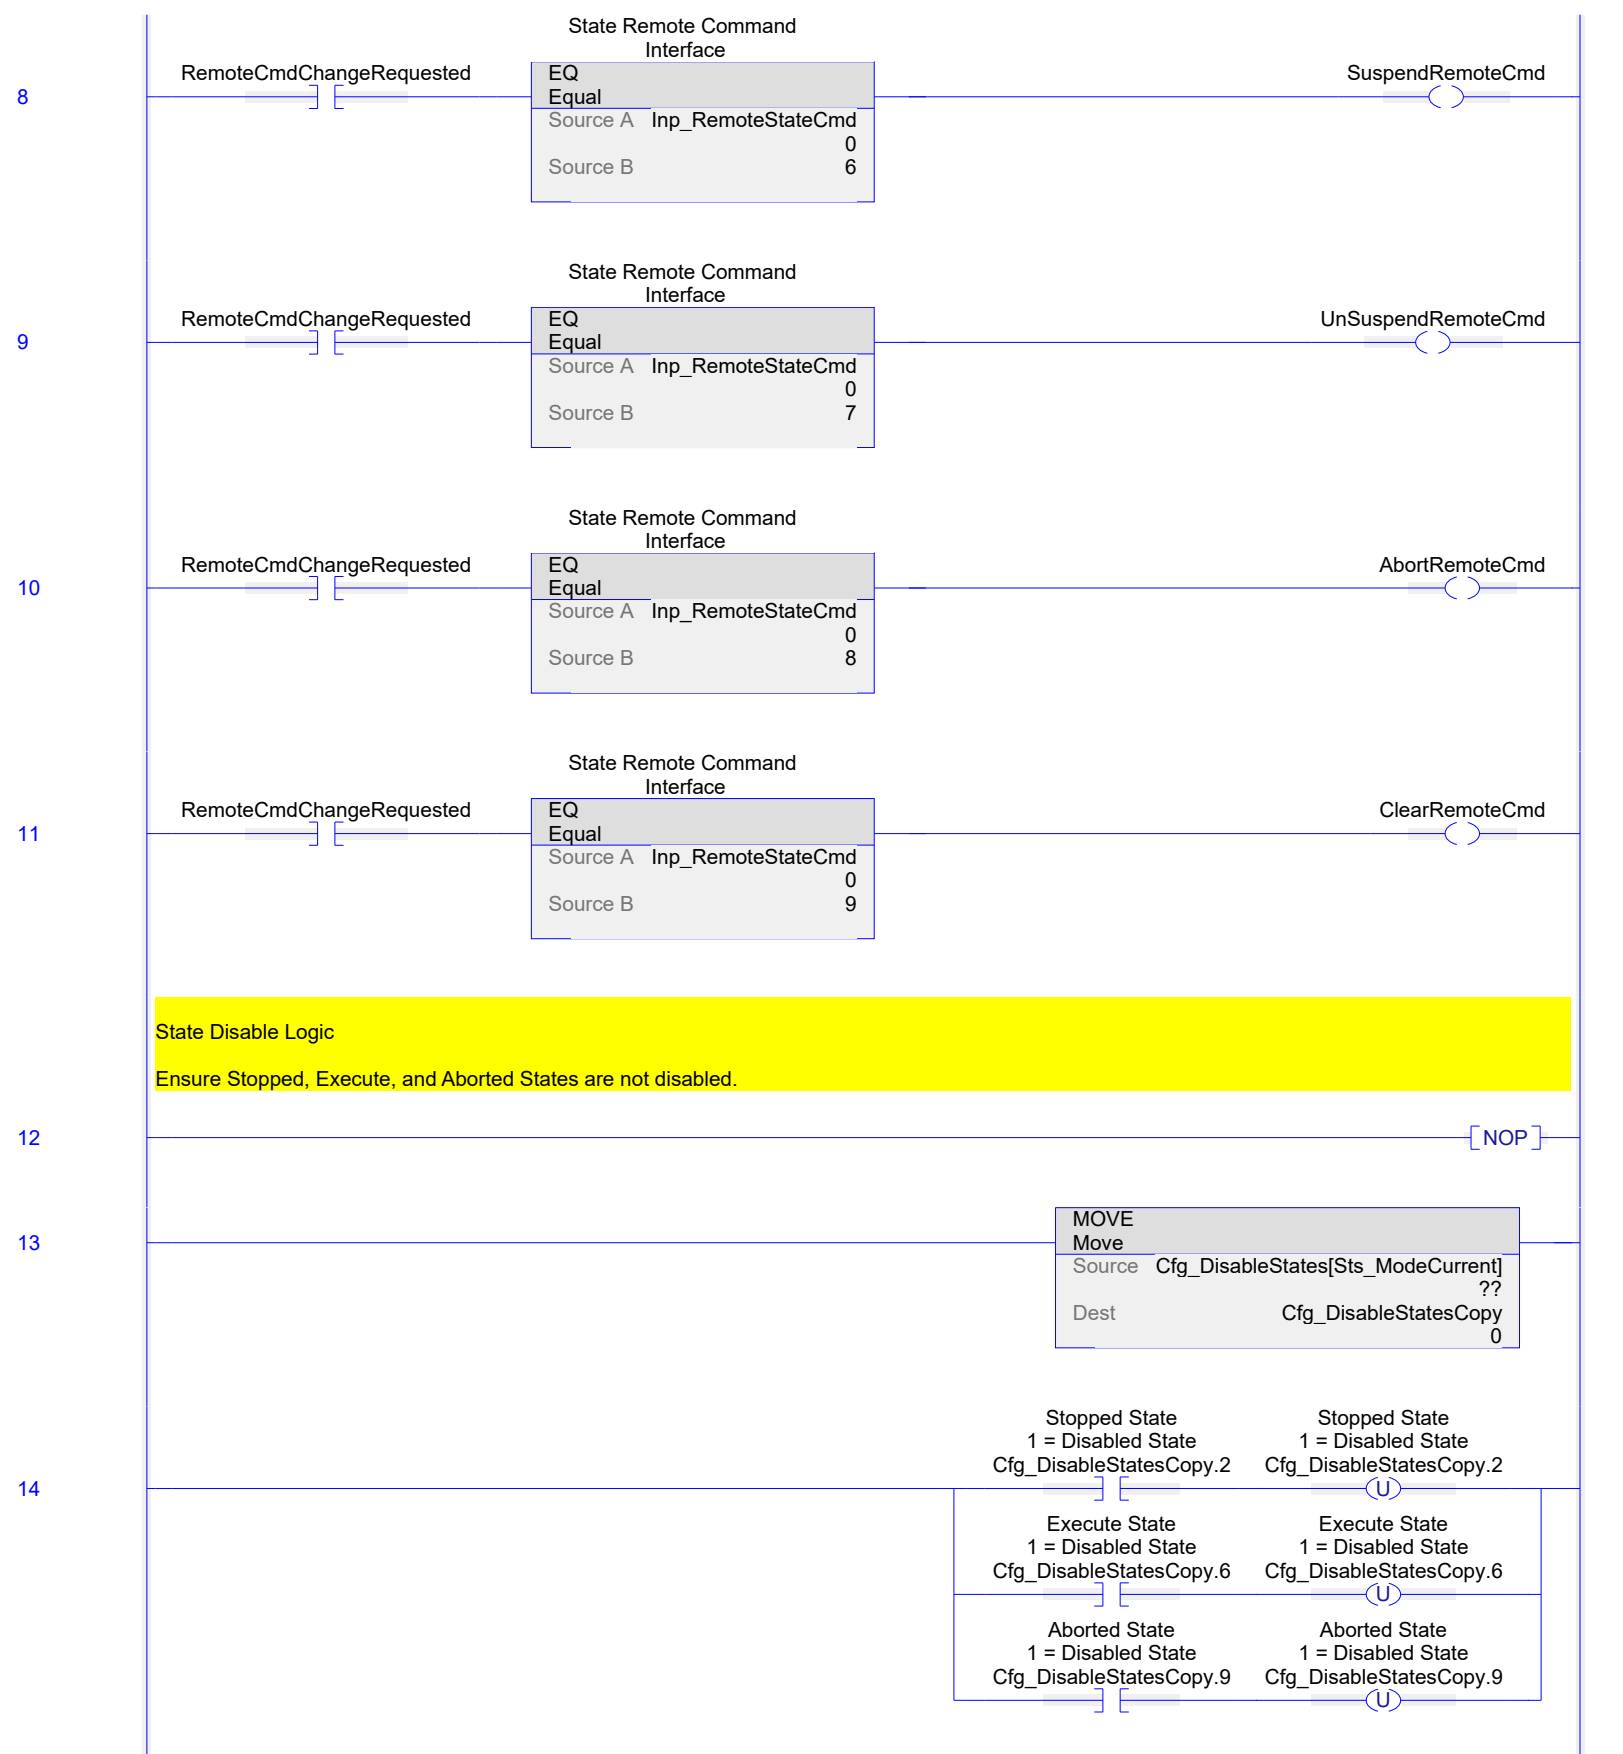 State Remote Command
Interface
RemoteCmdChangeRequested
EQ
SuspendRemoteCmd
8
Equal
Source A Inp_RemoteStateCmd
0
Source B 6
State Remote Command
Interface
RemoteCmdChangeRequested
EQ
UnSuspendRemoteCmd
9
Equal
Source A Inp_RemoteStateCmd
0
Source B 7
State Remote Command
Interface
RemoteCmdChangeRequested
EQ
AbortRemoteCmd
10
Equal
Source A Inp_RemoteStateCmd
0
Source B 8
State Remote Command
Interface
RemoteCmdChangeRequested
EQ
ClearRemoteCmd
11
Equal
Source A Inp_RemoteStateCmd
0
Source B 9
State Disable Logic
Ensure Stopped, Execute, and Aborted States are not disabled.
12
NOP
MOVE
13
Move
Source Cfg_DisableStates[Sts_ModeCurrent]
??
Dest Cfg_DisableStatesCopy
0
Stopped State
1 = Disabled State
Cfg_DisableStatesCopy.2
Stopped State
1 = Disabled State
Cfg_DisableStatesCopy.2
14
U
Execute State
1 = Disabled State
Cfg_DisableStatesCopy.6
Execute State
1 = Disabled State
Cfg_DisableStatesCopy.6
U
Aborted State
1 = Disabled State
Cfg_DisableStatesCopy.9
Aborted State
1 = Disabled State
Cfg_DisableStatesCopy.9
U